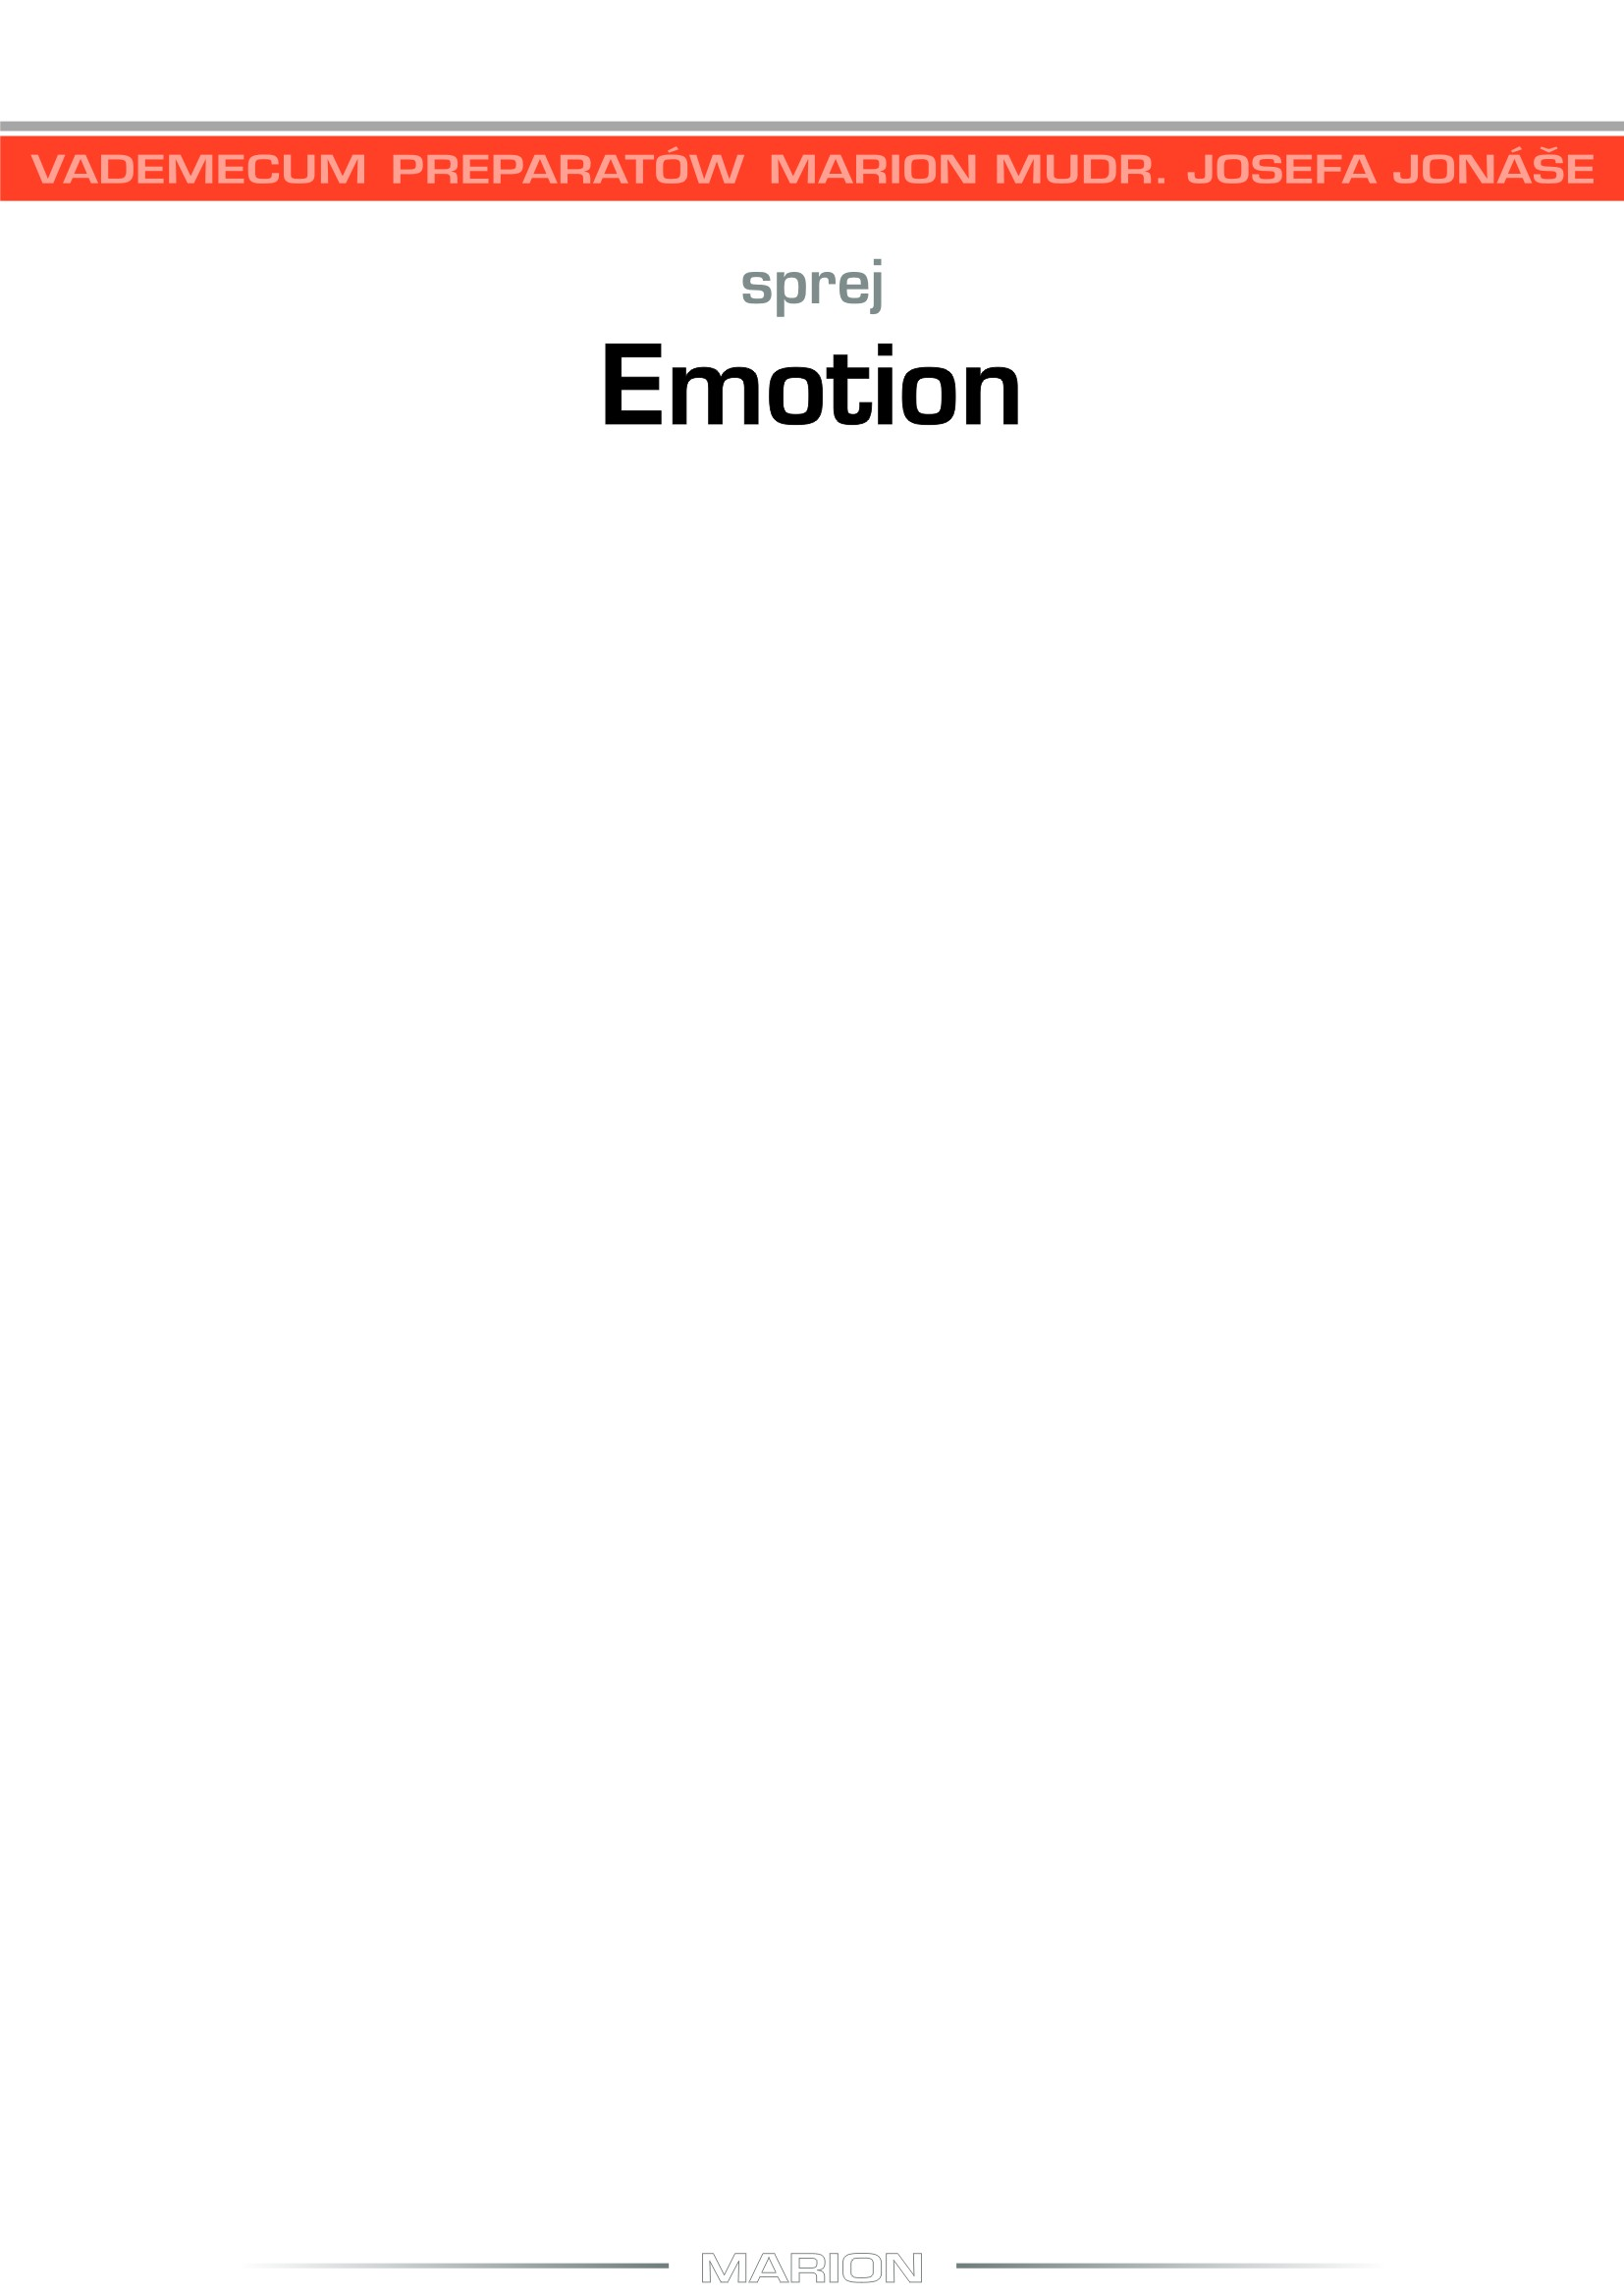 VADEMECUM PREPARATÓW MARION MUDR. JOSEFA JONÁŠE
sprej
Emotion
MARION